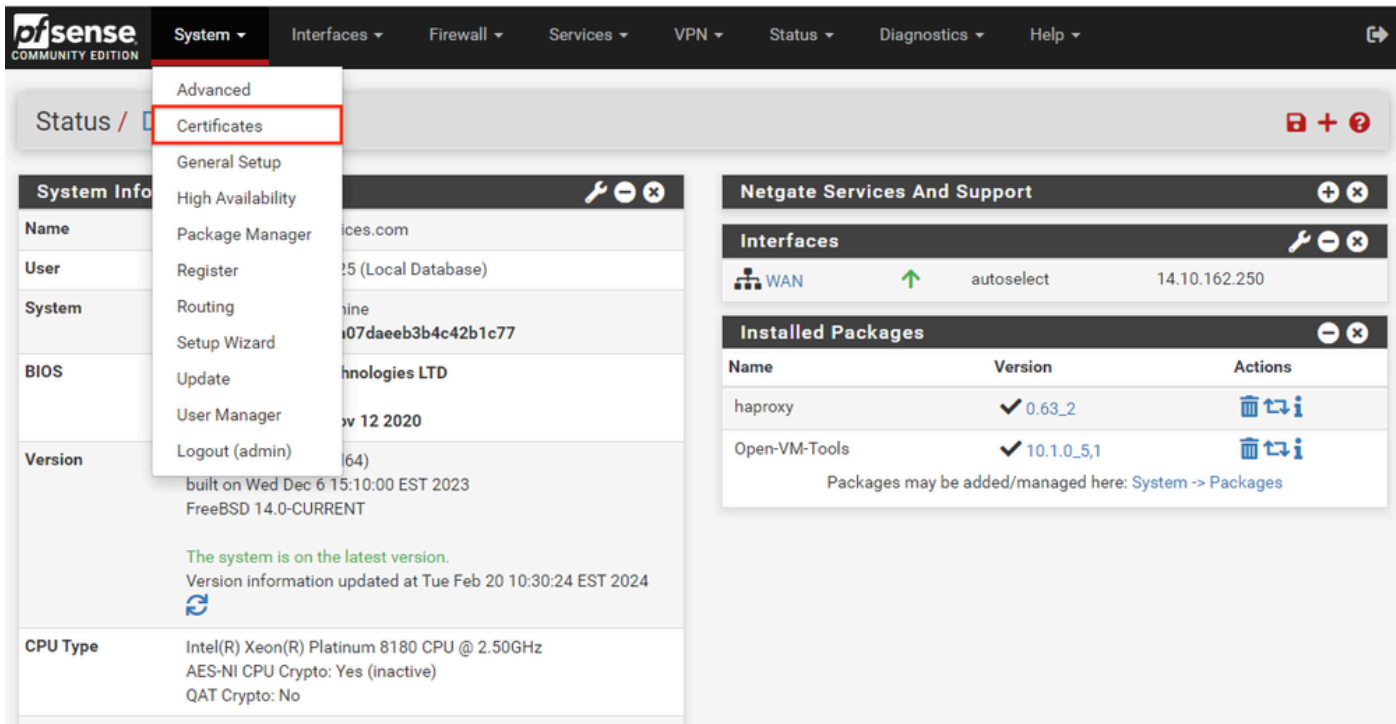 pfsense
COMMUNITY EDITION
System
Interfaces
Firewall
Services
VPN
Status
Diagnostics
Help
Advanced
Certificates
General Setup
High Availability
Package Manager
Register
Routing
Setup Wizard
Update
User Manager
Logout (admin)
Status /
System Info
Name
ices.com
User
25 (Local Database)
System
hine
07daeeb3b4c42b1c77
BIOS
hnologies LTD
ov 12 2020
Version
64)
built on Wed Dec 6 15:10:00 EST 2023
FreeBSD 14.0-CURRENT
The system is on the latest version.
Version information updated at Tue Feb 20 10:30:24 EST 2024
CPU Type
Intel(R) Xeon(R) Platinum 8180 CPU @ 2.50GHz
AES-NI CPU Crypto: Yes (inactive)
QAT Crypto: No
Netgate Services And Support
Interfaces
WAN autoselect 14.10.162.250
Installed Packages
Name Version Actions
haproxy 0.63_2
Open-VM-Tools 10.1.0_5,1
Packages may be added/managed here: System -> Packages